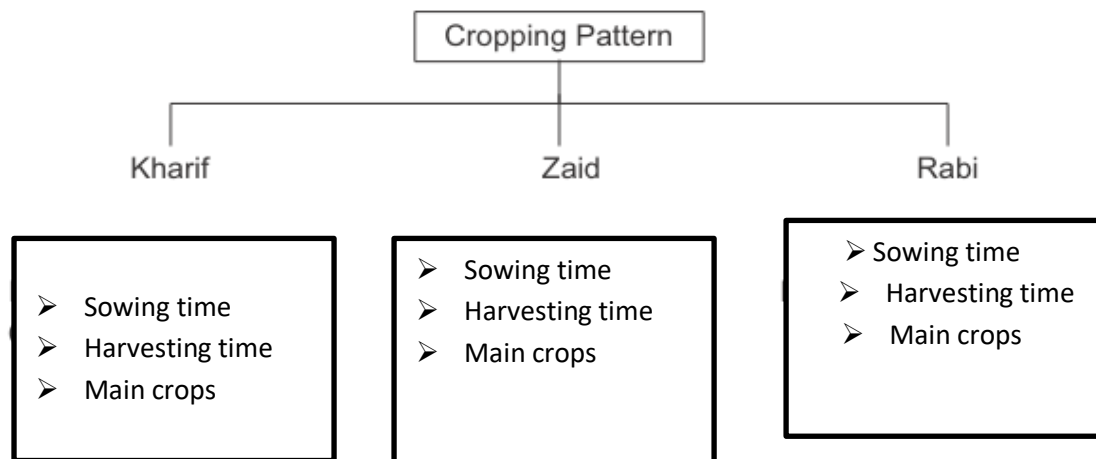 Cropping Pattern
Kharif
Zaid
Rabi
➢ Sowing time
➢ Harvesting time
➢ Main crops
➢ Sowing time
➢ Harvesting time
➢ Main crops
➢ Sowing time
➢ Harvesting time
➢ Main crops